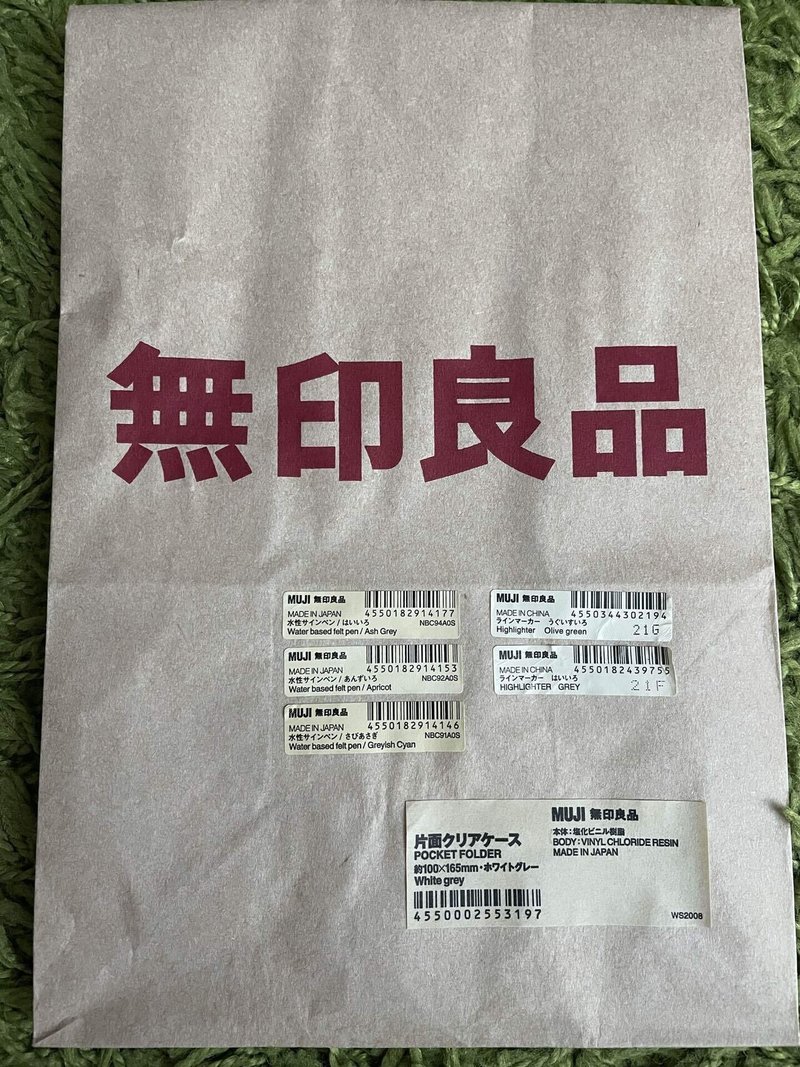 無印良品
MUJI 無印良品
MADE IN JAPAN 4550182914177
水性サインペン / はいいろ NBC94A0S
Water based felt pen / Ash Grey
MUJI 無印良品
MADE IN CHINA 4550344302194
ラインマーカー うぐいすいろ
Highlighter Olive green 21G
MUJI 無印良品
MADE IN JAPAN 4550182914153
水性サインペン / あんずいろ NBC92A0S
Water based felt pen / Apricot
MUJI 無印良品
MADE IN CHINA 4550182439755
ラインマーカー はいいろ
HIGHLIGHTER GREY 21F
MUJI 無印良品
MADE IN JAPAN 4550182914146
水性サインペン / さびあさぎ NBC91A0S
Water based felt pen / Greyish Cyan
MUJI 無印良品
片面クリアケース
POCKET FOLDER
約100×165mm・ホワイトグレー
White grey
4550002553197
本体:塩化ビニル樹脂
BODY:VINYL CHLORIDE RESIN
MADE IN JAPAN
WS2008